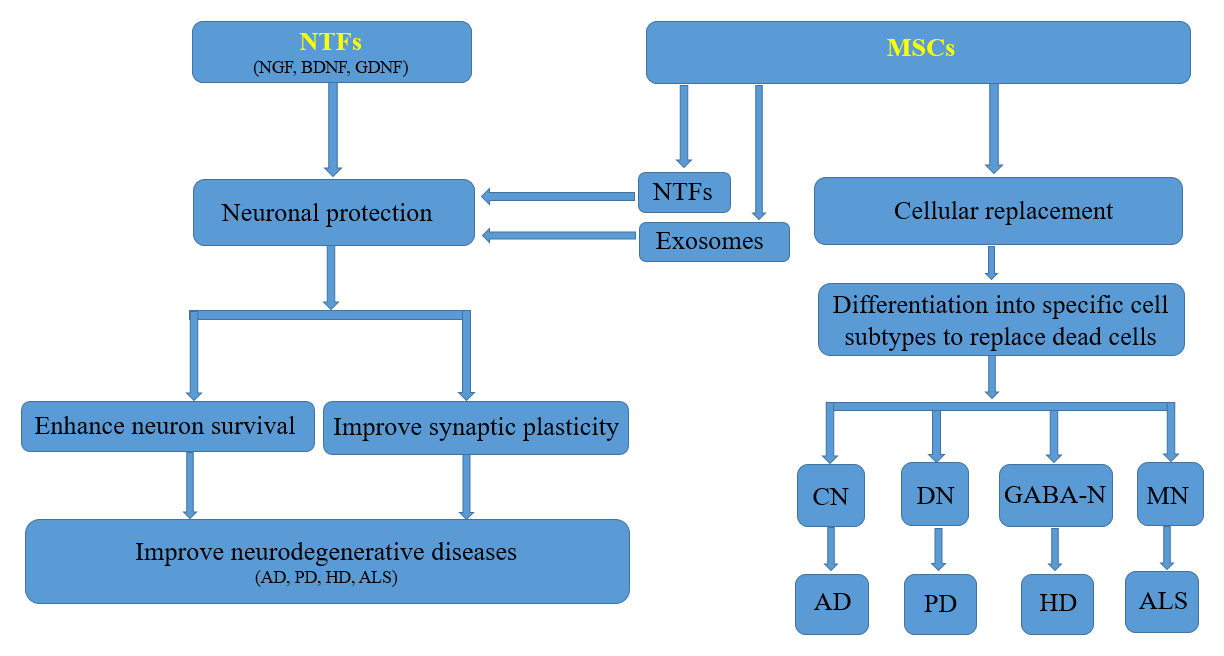 NTFs
(NGF, BDNF, GDNF)
MSCs
Neuronal protection
NTFs
Exosomes
Cellular replacement
Differentiation into specific cell
subtypes to replace dead cells
Enhance neuron survival
Improve synaptic plasticity
CN
DN
GABA-N
MN
Improve neurodegenerative diseases
(AD, PD, HD, ALS)
AD
PD
HD
ALS